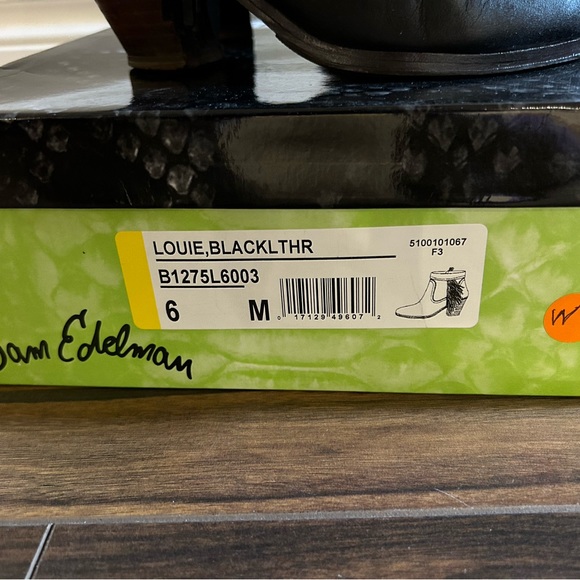 LOUIE,BLACKLTHR
5100101067
F3
B1275L6003
6 M
0 17129 49607 2
Sam Edelman